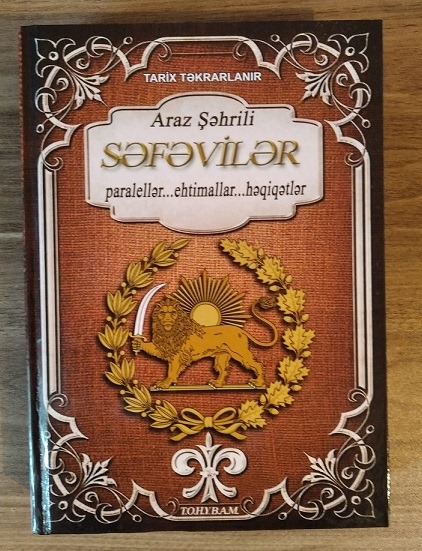 TARİX TƏKRARLANIR
Araz Şəhrili
SƏFƏVİLƏR
paralellər...ehtimallar...həqiqətlər
T.O.H.Y.B.A.M.